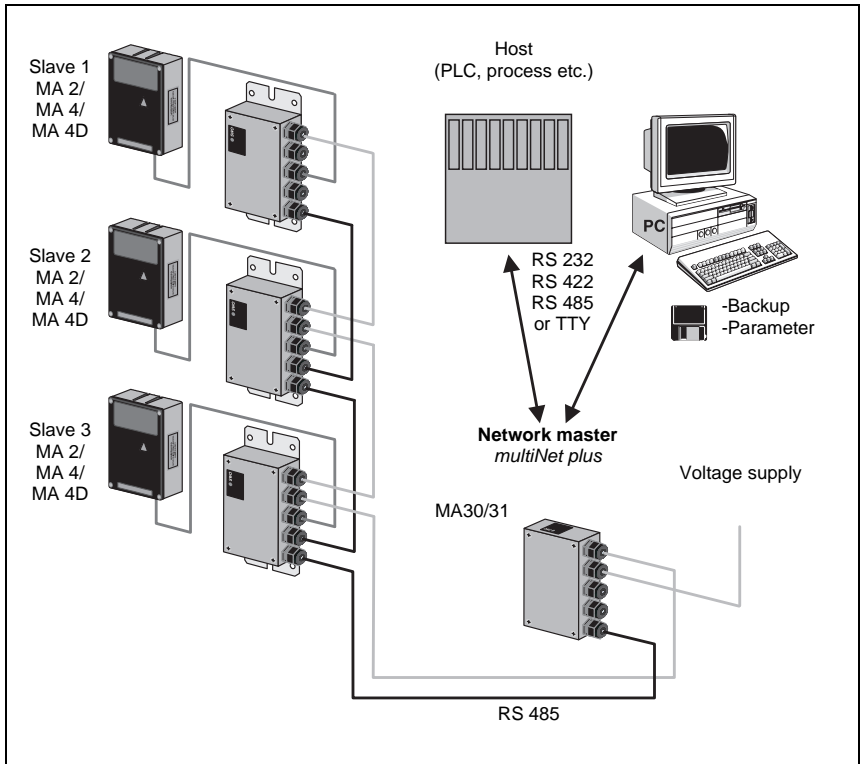 Slave 1
MA 2/
MA 4/
MA 4D
Host
(PLC, process etc.)
PC
Slave 2
MA 2/
MA 4/
MA 4D
RS 232
RS 422
RS 485
or TTY
-Backup
-Parameter
Slave 3
MA 2/
MA 4/
MA 4D
Network master
multiNet plus
Voltage supply
MA30/31
RS 485